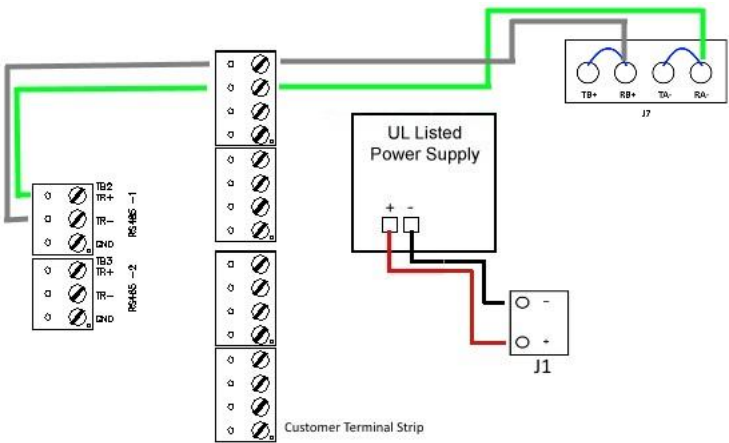 TB+ RB+ TA- RA-
J7
UL Listed
Power Supply
+ -
TB2
TR+
TR-
GND
RS485 -1
TB3
TR+
TR-
GND
RS485 -2
-
+
J1
Customer Terminal Strip